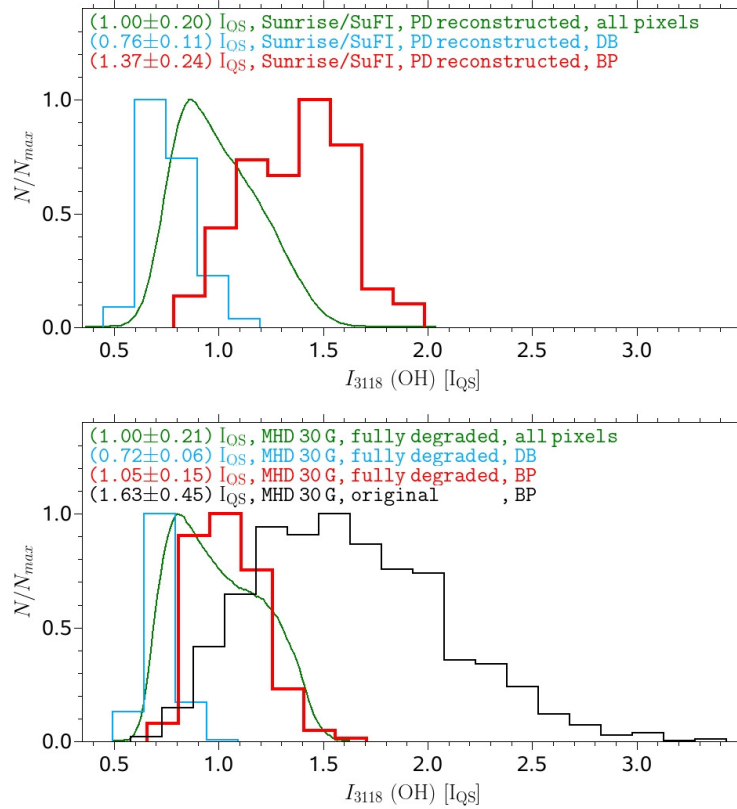 (1.00±0.20) I_QS, Sunrise/SuFI, PD reconstructed, all pixels
(0.76±0.11) I_QS, Sunrise/SuFI, PD reconstructed, DB
(1.37±0.24) I_QS, Sunrise/SuFI, PD reconstructed, BP
1.0
N/N_max
0.5
0.0
0.5 1.0 1.5 2.0 2.5 3.0
I_3118 (OH) [I_QS]
(1.00±0.21) I_QS, MHD 30 G, fully degraded, all pixels
(0.72±0.06) I_QS, MHD 30 G, fully degraded, DB
(1.05±0.15) I_QS, MHD 30 G, fully degraded, BP
(1.63±0.45) I_QS, MHD 30 G, original , BP
1.0
N/N_max
0.5
0.0
0.5 1.0 1.5 2.0 2.5 3.0
I_3118 (OH) [I_QS]